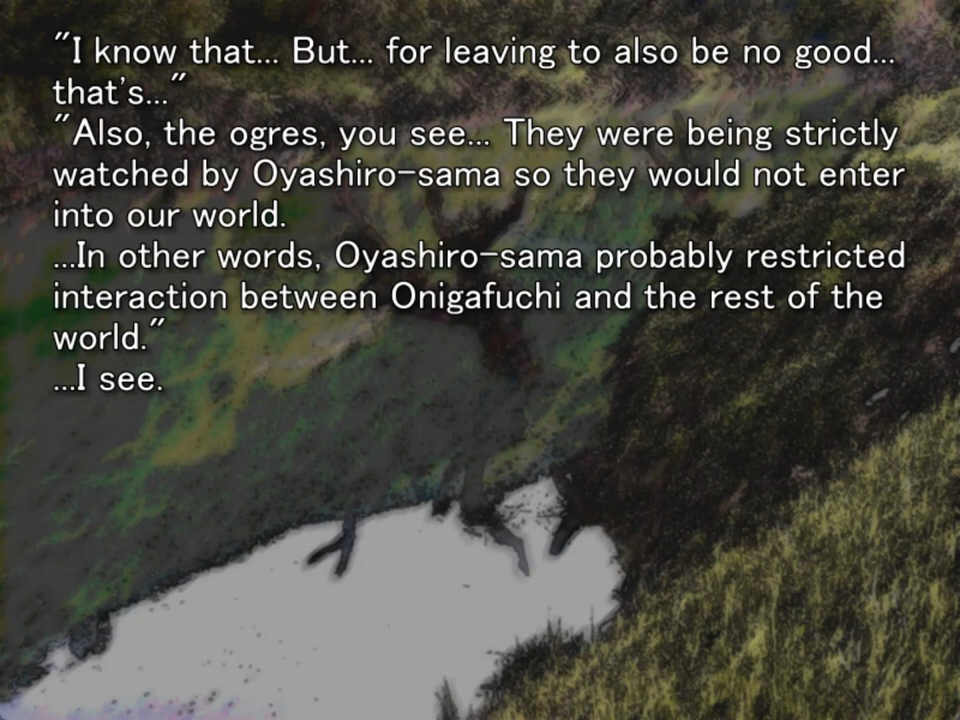 "I know that... But... for leaving to also be no good...
that's..."
"Also, the ogres, you see... They were being strictly
watched by Oyashiro-sama so they would not enter
into our world.
...In other words, Oyashiro-sama probably restricted
interaction between Onigafuchi and the rest of the
world."
...I see.